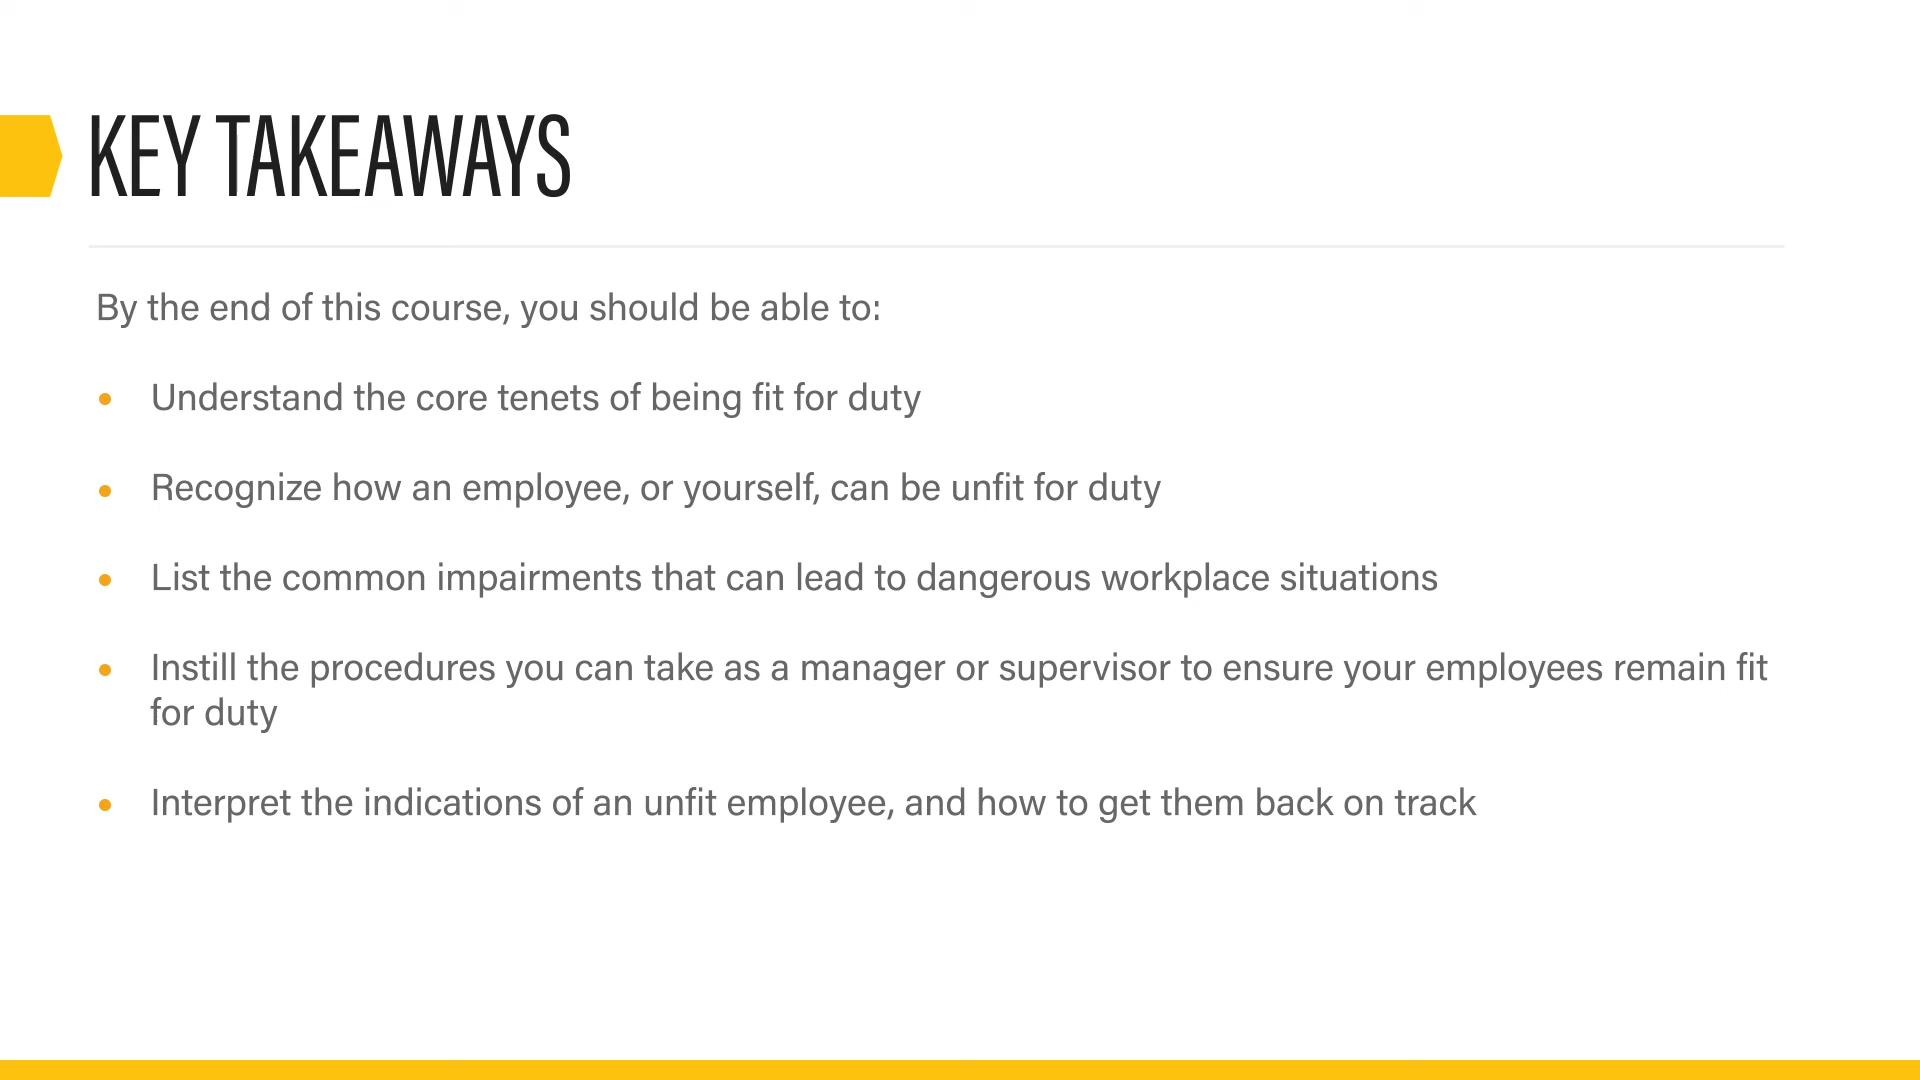 KEY TAKEAWAYS
By the end of this course, you should be able to:
• Understand the core tenets of being fit for duty
• Recognize how an employee, or yourself, can be unfit for duty
• List the common impairments that can lead to dangerous workplace situations
• Instill the procedures you can take as a manager or supervisor to ensure your employees remain fit
for duty
• Interpret the indications of an unfit employee, and how to get them back on track